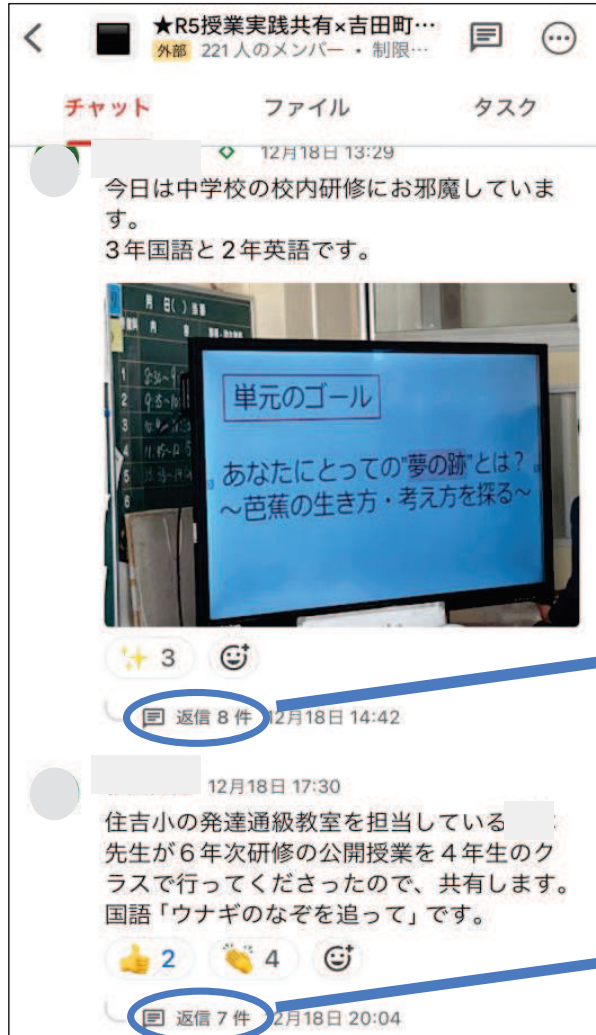 ★R5授業実践共有×吉田町…
外部 221 人のメンバー・制限…
チャット ファイル タスク
12月18日 13:29
今日は中学校の校内研修にお邪魔していま
す。
3年国語と2年英語です。
月 日( )
1
2
3
4
5
6
単元のゴール
あなたにとっての"夢の跡"とは?
~芭蕉の生き方・考え方を探る~
3
返信 8 件 12月18日 14:42
12月18日 17:30
住吉小の発達通級教室を担当している
先生が6年次研修の公開授業を4年生のク
ラスで行ってくださったので、共有します。
国語「ウナギのなぞを追って」です。
2 4
返信 7 件 12月18日 20:04